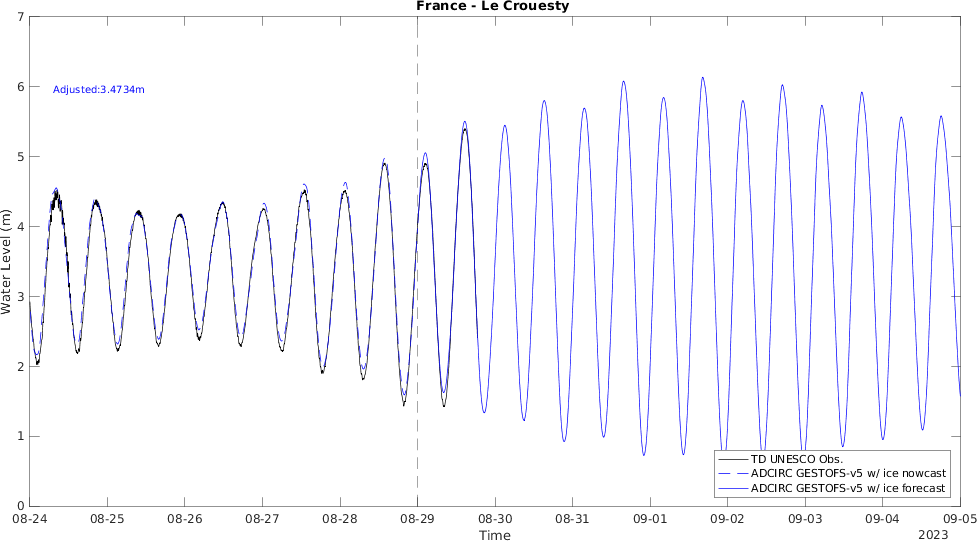 France - Le Crouesty
7
6
5
4
3
2
1
0
Water Level (m)
Adjusted:3.4734m
TD UNESCO Obs.
ADCIRC GESTOFS-v5 w/ ice nowcast
ADCIRC GESTOFS-v5 w/ ice forecast
08-24 08-25 08-26 08-27 08-28 08-29 08-30 08-31 09-01 09-02 09-03 09-04 09-05
Time
2023